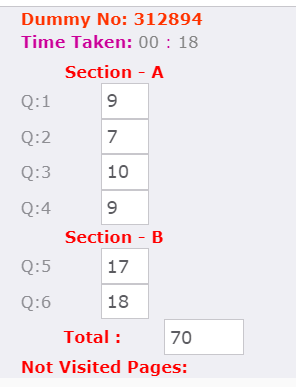 Dummy No: 312894
Time Taken: 00 : 18
Section - A
Q:1 9
Q:2 7
Q:3 10
Q:4 9
Section - B
Q:5 17
Q:6 18
Total : 70
Not Visited Pages: